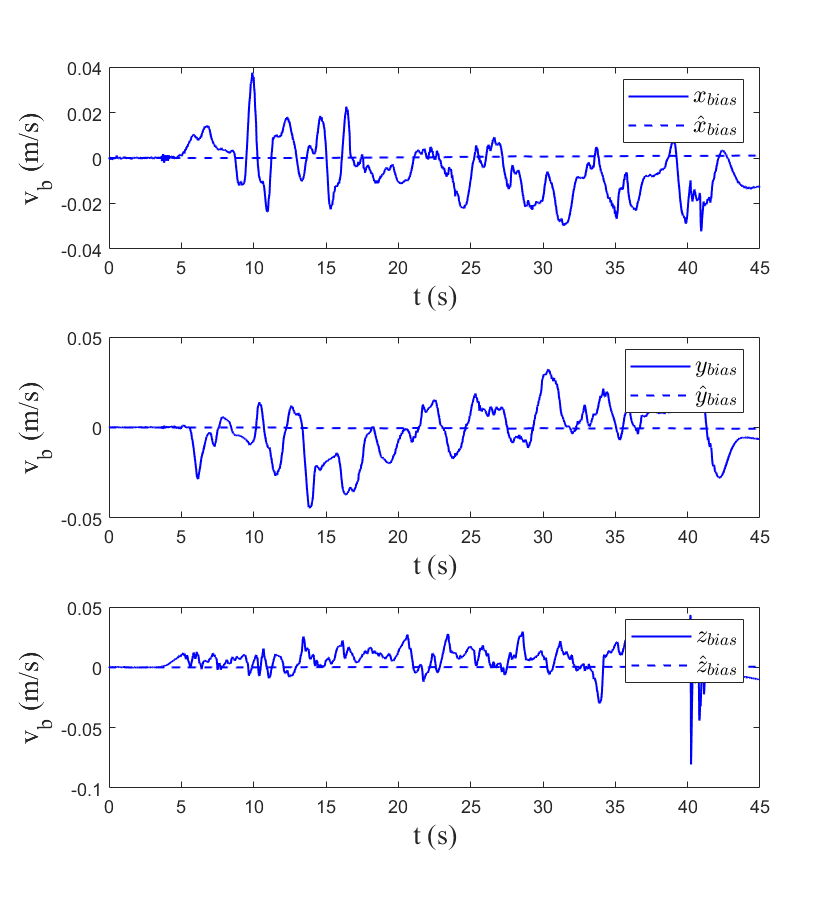 0.04
0.02
0
-0.02
-0.04
v_b (m/s)
x_bias
x̂_bias
0 5 10 15 20 25 30 35 40 45
t (s)
0.05
0
-0.05
v_b (m/s)
y_bias
ŷ_bias
0 5 10 15 20 25 30 35 40 45
t (s)
0.05
0
-0.05
-0.1
v_b (m/s)
z_bias
ẑ_bias
0 5 10 15 20 25 30 35 40 45
t (s)